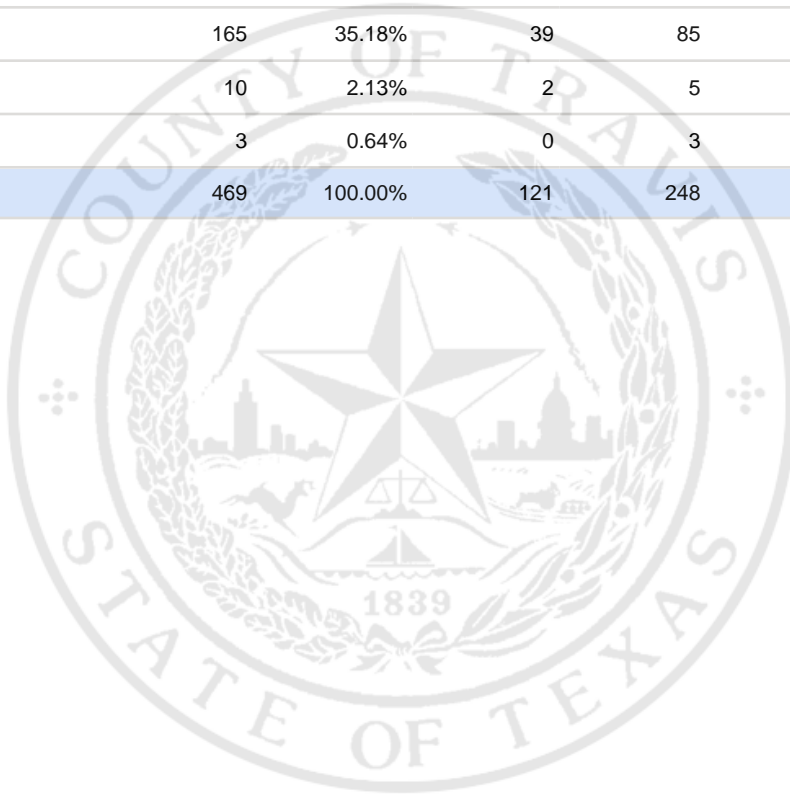 165 35.18% 39 85
10 2.13% 2 5
3 0.64% 0 3
469 100.00% 121 248
COUNTY OF TRAVIS
1839
STATE OF TEXAS